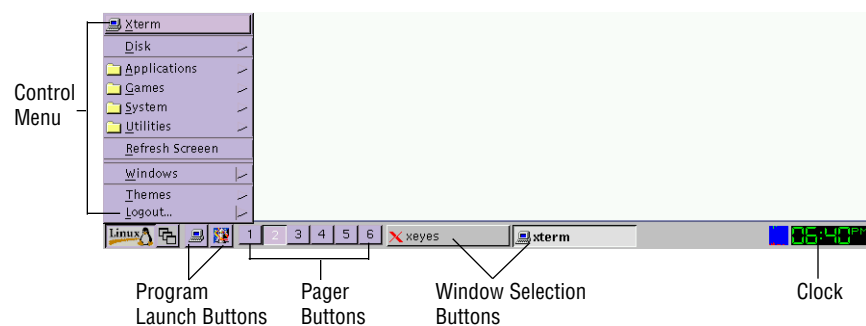 Xterm
Disk
Applications
Games
System
Utilities
Refresh Screeen
Windows
Themes
Logout...
Control
Menu
Linux 1 2 3 4 5 6 xeyes xterm 06:40PM
Program
Launch Buttons
Pager
Buttons
Window Selection
Buttons
Clock